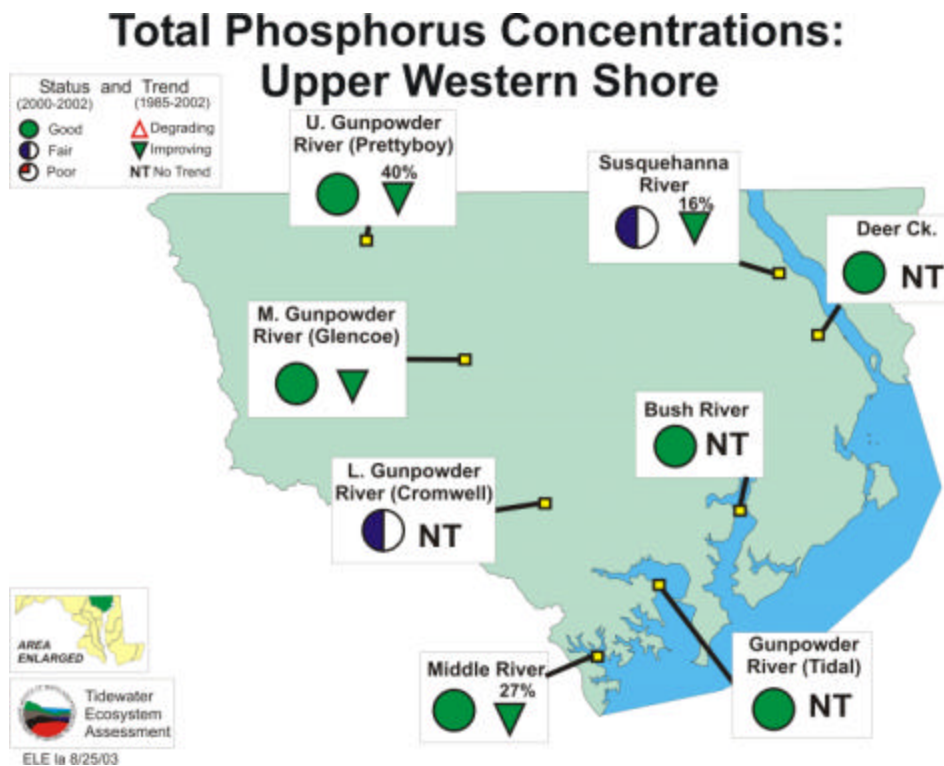 Total Phosphorus Concentrations:
Upper Western Shore
Status and Trend
(2000-2002) (1985-2002)
Good Degrading
Fair Improving
Poor NT No Trend
U. Gunpowder
River (Prettyboy)
40%
Susquehanna
River
16%
Deer Ck.
NT
M. Gunpowder
River (Glencoe)
Bush River
NT
L. Gunpowder
River (Cromwell)
NT
Middle River
27%
Gunpowder
River (Tidal)
NT
AREA
ENLARGED
Tidewater
Ecosystem
Assessment
ELE la 8/25/03